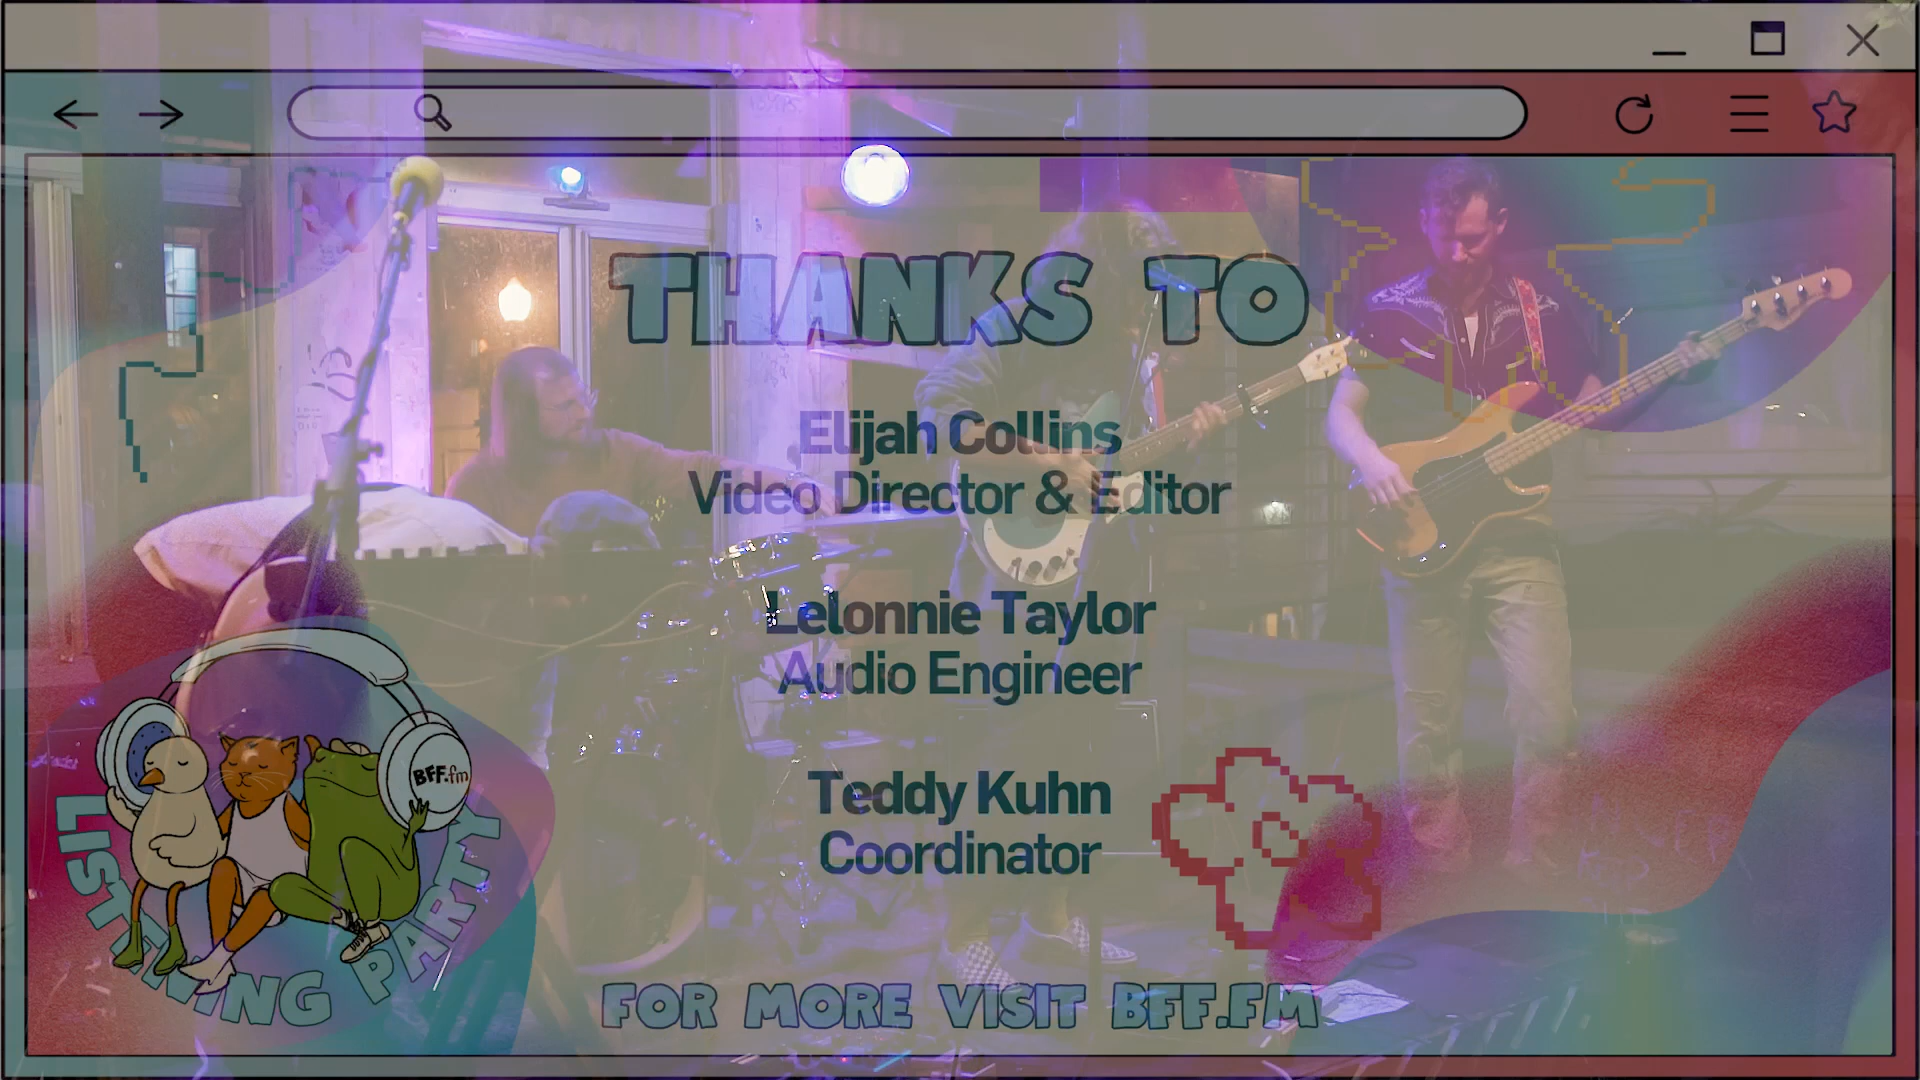 THANKS TO
Elijah Collins
Video Director & Editor
Lelonnie Taylor
Audio Engineer
Teddy Kuhn
Coordinator
BFF.fm
LISTENING PARTY
FOR MORE VISIT BFF.FM